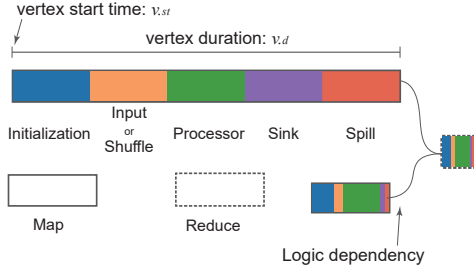 vertex start time: v.st
vertex duration: v.d
Initialization
Input
or
Shuffle
Processor
Sink
Spill
Map
Reduce
Logic dependency